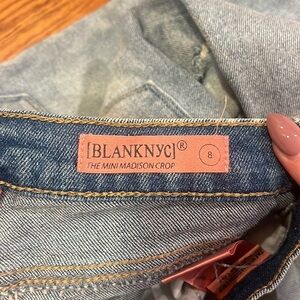 [BLANKNYC]®
THE MINI MADISON CROP
8